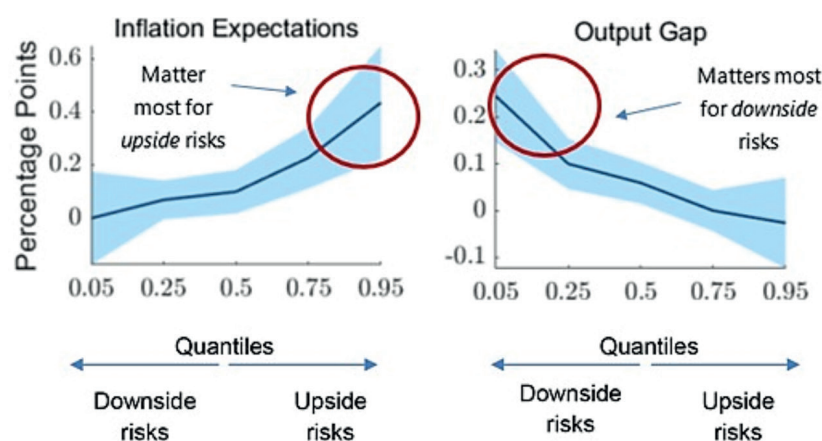 Inflation Expectations
Percentage Points
0.6
0.4
0.2
0
Matter
most for
upside risks
0.05 0.25 0.5 0.75 0.95
Quantiles
Downside
risks
Upside
risks
Output Gap
0.3
0.2
0.1
0
-0.1
Matters most
for downside
risks
0.05 0.25 0.5 0.75 0.95
Quantiles
Downside
risks
Upside
risks